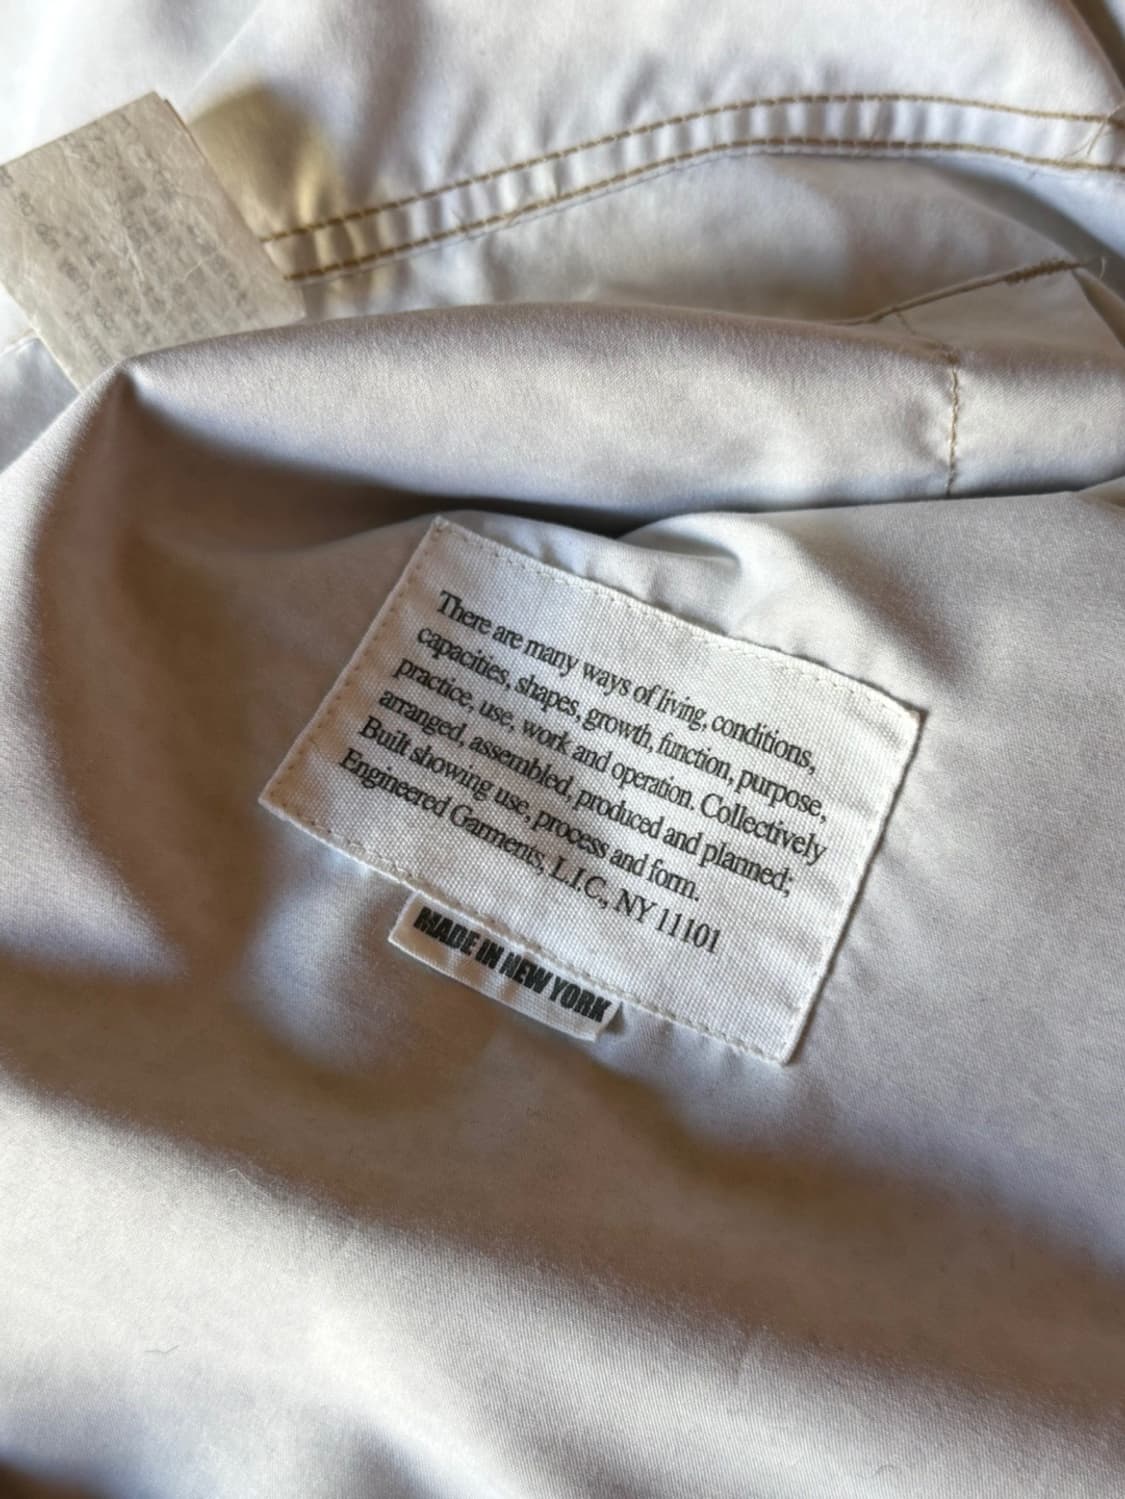 There are many ways of living, conditions,
capacities, shapes, growth, function, purpose,
practice, use, work and operation. Collectively
arranged, assembled, produced and planned;
Built showing use, process and form.
Engineered Garments, L.I.C., NY 11101
MADE IN NEW YORK